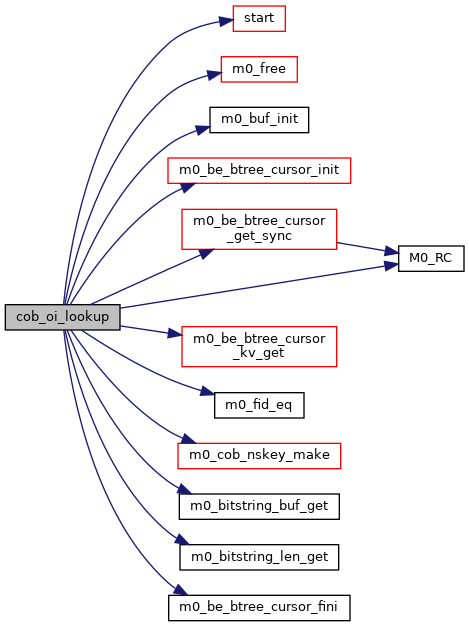 start
m0_free
m0_buf_init
m0_be_btree_cursor_init
m0_be_btree_cursor
_get_sync
M0_RC
cob_oi_lookup
m0_be_btree_cursor
_kv_get
m0_fid_eq
m0_cob_nskey_make
m0_bitstring_buf_get
m0_bitstring_len_get
m0_be_btree_cursor_fini